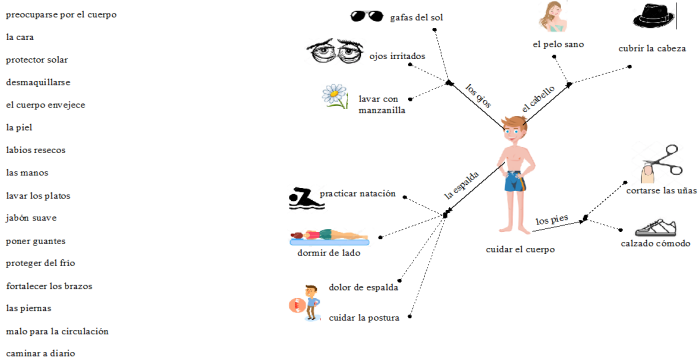 preocuparse por el cuerpo
la cara
protector solar
desmaquillarse
el cuerpo envejece
la piel
labios resecos
las manos
lavar los platos
jabón suave
poner guantes
proteger del frío
fortalecer los brazos
las piernas
malo para la circulación
caminar a diario
gafas del sol
ojos irritados
lavar con
manzanilla
los ojos
el pelo sano
cubrir la cabeza
el cabello
la espalda
practicar natación
dormir de lado
dolor de espalda
cuidar la postura
los pies
cuidar el cuerpo
cortarse las uñas
calzado cómodo